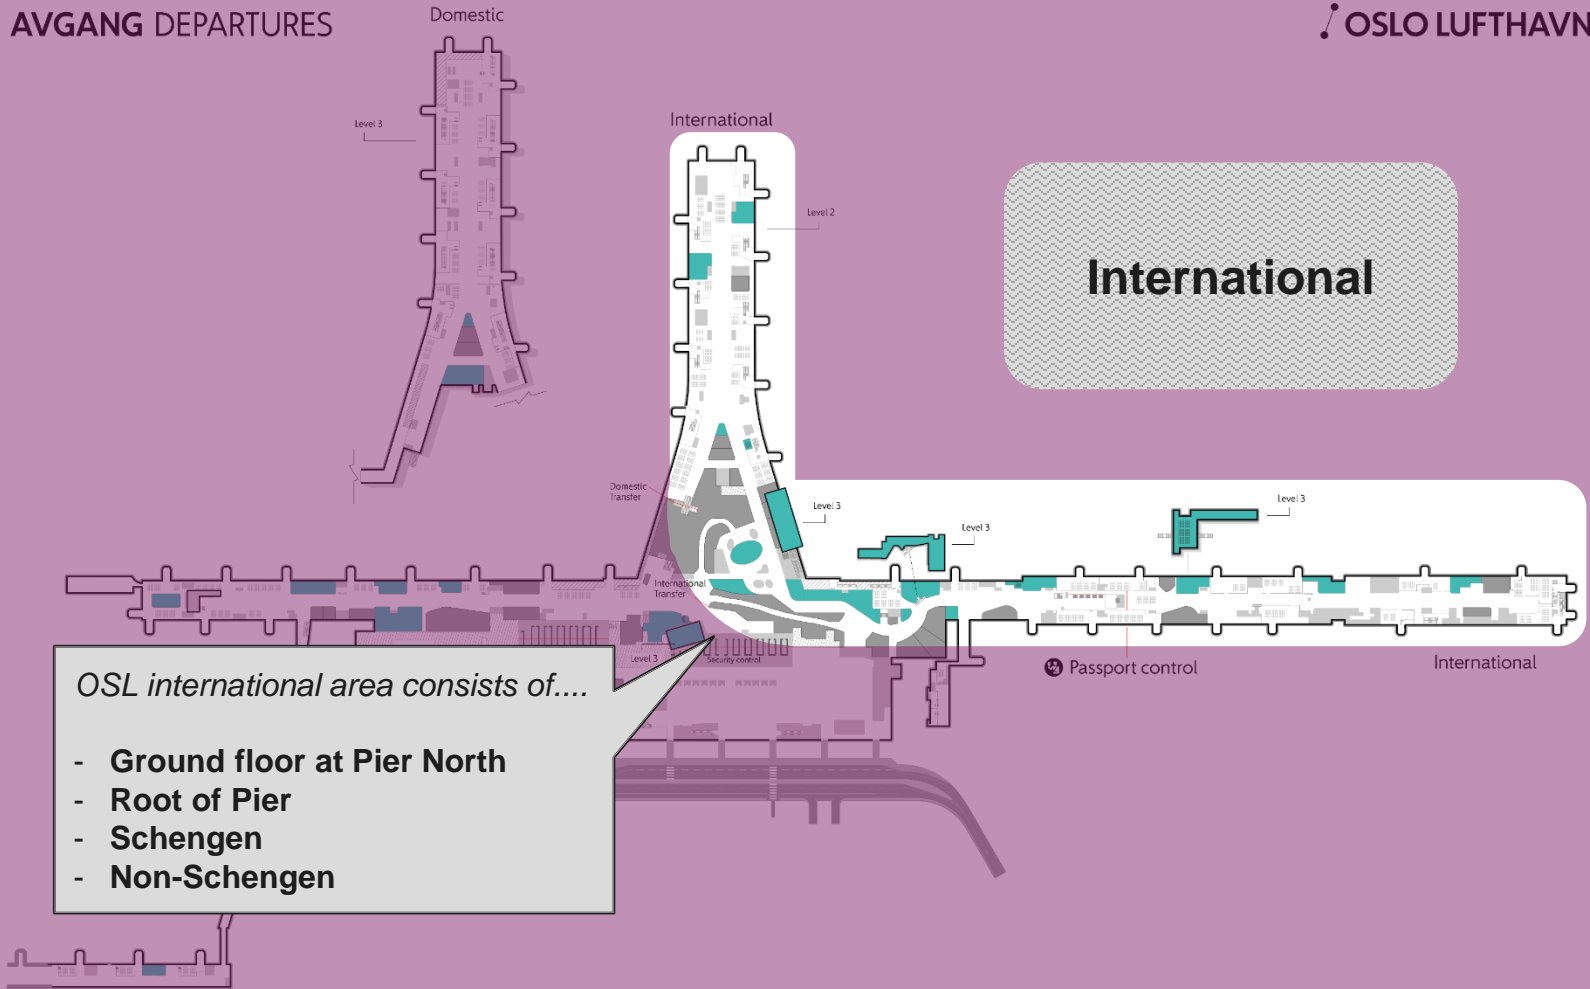 AVGANG DEPARTURES
Domestic
OSLO LUFTHAVN
Level 3
International
Level 2
International
Domestic
Transfer
Level 3
Level 3
Level 3
International
Transfer
Level 3
Security control
Passport control
International
OSL international area consists of....
- Ground floor at Pier North
- Root of Pier
- Schengen
- Non-Schengen